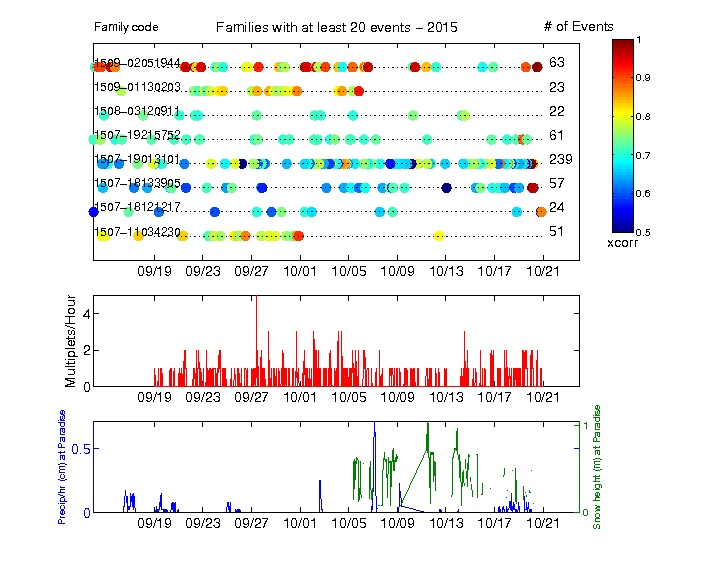 Family code Families with at least 20 events − 2015 # of Events
1509−02051944 63
1509−01130203 23
1508−03120911 22
1507−19215752 61
1507−19013101 239
1507−18133905 57
1507−18121217 24
1507−11034230 51
1
0.9
0.8
0.7
0.6
0.5
xcorr
09/19 09/23 09/27 10/01 10/05 10/09 10/13 10/17 10/21
Multiplets/Hour
4
2
0
09/19 09/23 09/27 10/01 10/05 10/09 10/13 10/17 10/21
Precip/hr (cm) at Paradise
0.5
0
1
0
Snow height (m) at Paradise
09/19 09/23 09/27 10/01 10/05 10/09 10/13 10/17 10/21